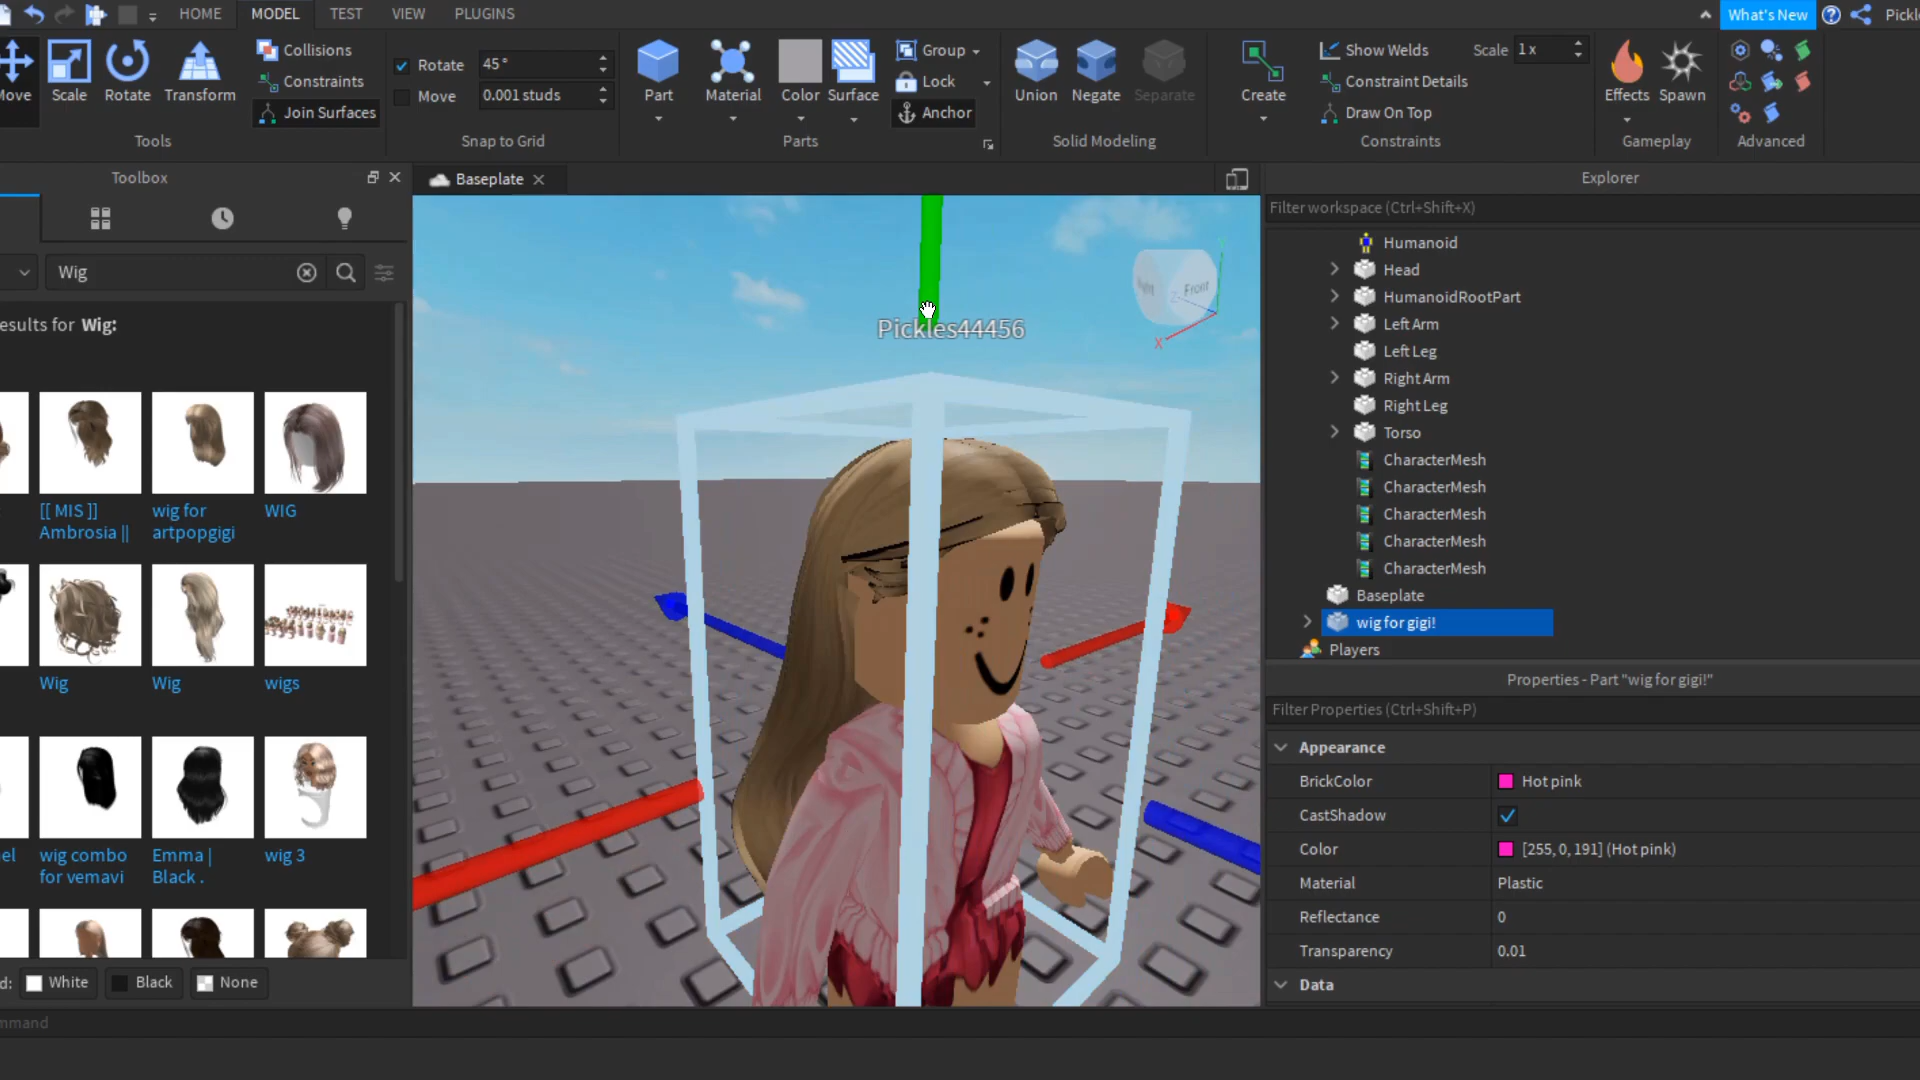 HOME
MODEL
TEST
VIEW
PLUGINS
What's New
Move
Scale
Rotate
Transform
Collisions
Constraints
Join Surfaces
Tools
Rotate
45 °
Move
0.001 studs
Snap to Grid
Part
Material
Color
Surface
Group
Lock
Anchor
Parts
Union
Negate
Separate
Solid Modeling
Create
Show Welds
Scale
1 x
Constraint Details
Draw On Top
Constraints
Effects
Spawn
Gameplay
Advanced
Toolbox
Wig
esults for Wig:
[[ MIS ]]
Ambrosia ||
wig for
artpopgigi
WIG
Wig
Wig
wigs
el
wig combo
for vemavi
Emma |
Black .
wig 3
d:
White
Black
None
mmand
Baseplate
Pickles44456
Front
X
Explorer
Filter workspace (Ctrl+Shift+X)
Humanoid
Head
HumanoidRootPart
Left Arm
Left Leg
Right Arm
Right Leg
Torso
CharacterMesh
CharacterMesh
CharacterMesh
CharacterMesh
CharacterMesh
Baseplate
wig for gigi!
Players
Properties - Part "wig for gigi!"
Filter Properties (Ctrl+Shift+P)
Appearance
BrickColor
Hot pink
CastShadow
Color
[255, 0, 191] (Hot pink)
Material
Plastic
Reflectance
0
Transparency
0.01
Data